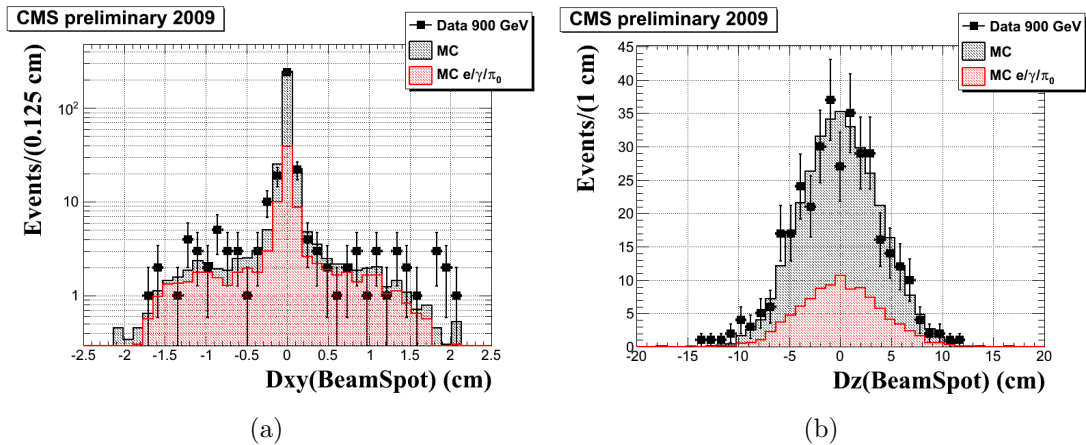 CMS preliminary 2009
Data 900 GeV
MC
MC e/γ/π₀
Events/(0.125 cm)
10²
10
1
-2.5 -2 -1.5 -1 -0.5 0 0.5 1 1.5 2 2.5
Dxy(BeamSpot) (cm)
(a)
CMS preliminary 2009
Data 900 GeV
MC
MC e/γ/π₀
Events/(1 cm)
45
40
35
30
25
20
15
10
5
0
-20 -15 -10 -5 0 5 10 15 20
Dz(BeamSpot) (cm)
(b)